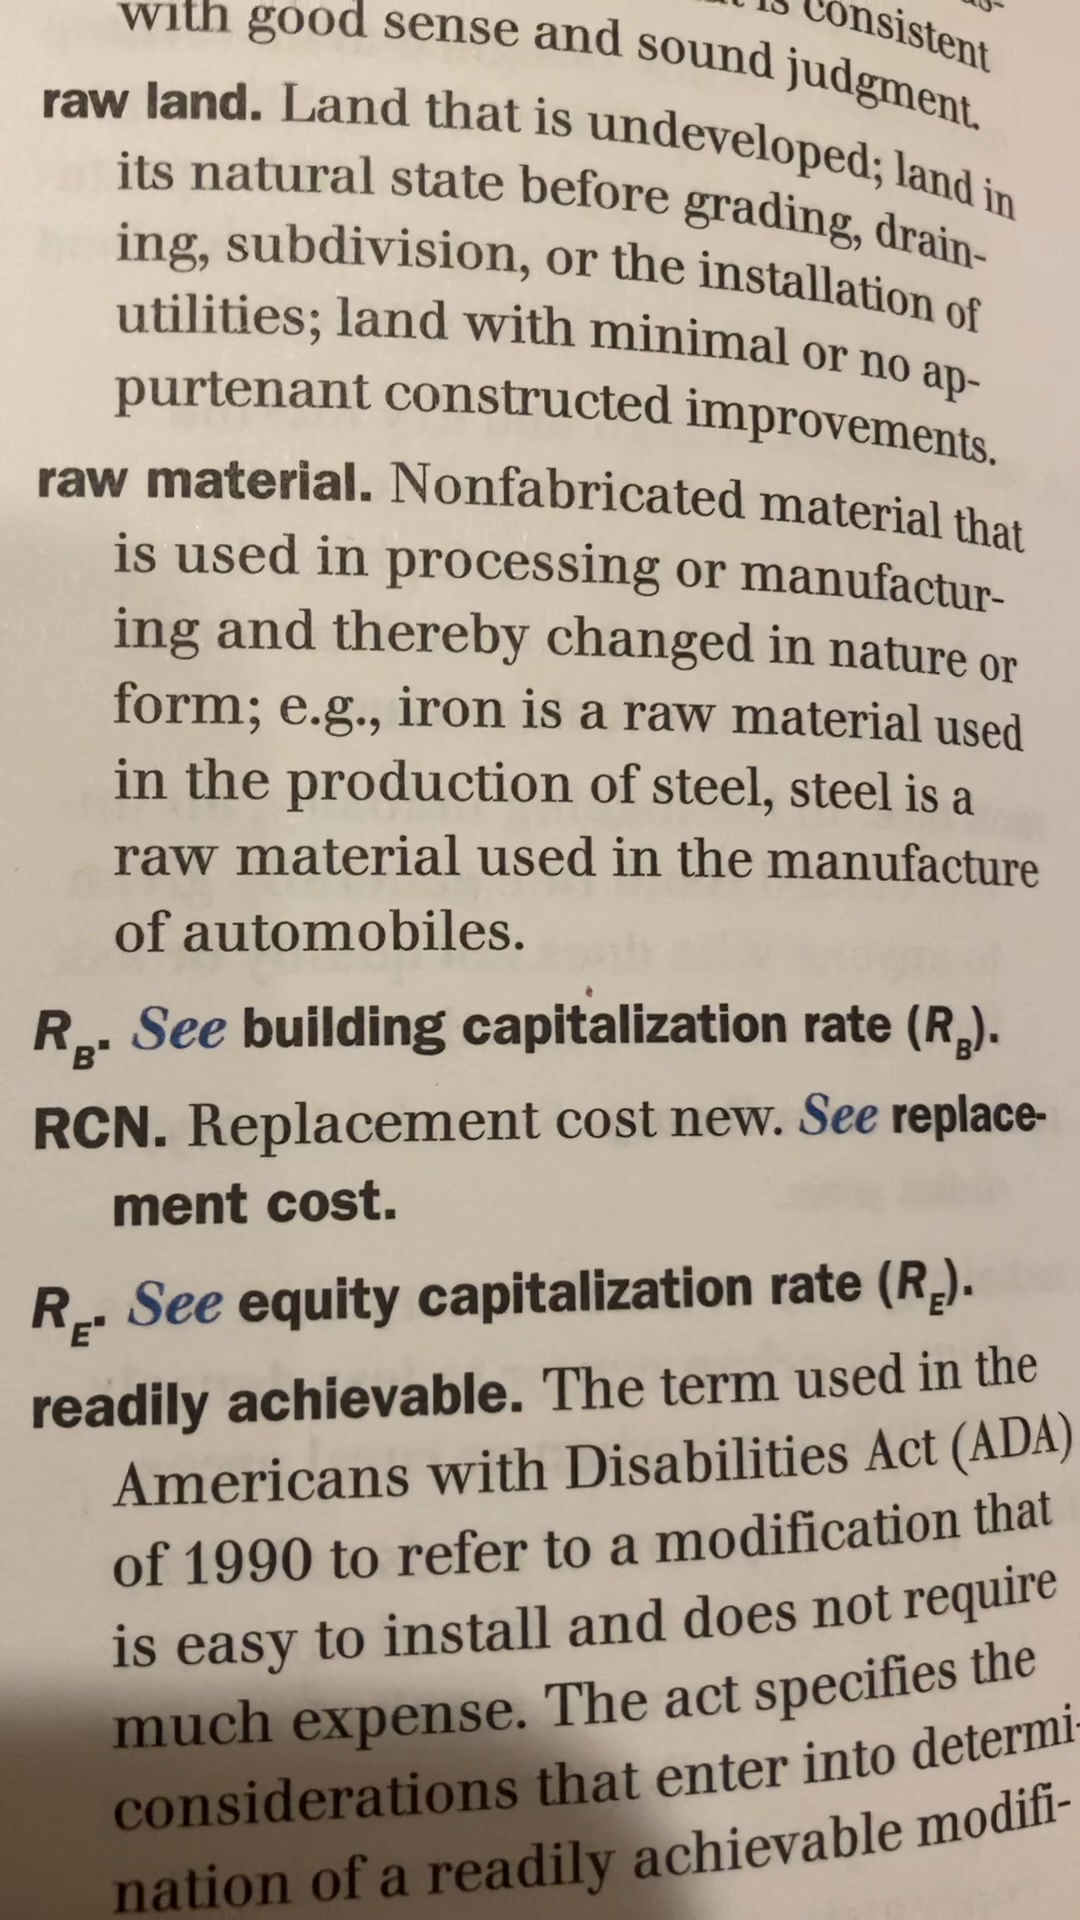 is consistent
with good sense and sound judgment.
raw land. Land that is undeveloped; land in
its natural state before grading, drain-
ing, subdivision, or the installation of
utilities; land with minimal or no ap-
purtenant constructed improvements.
raw material. Nonfabricated material that
is used in processing or manufactur-
ing and thereby changed in nature or
form; e.g., iron is a raw material used
in the production of steel, steel is a
raw material used in the manufacture
of automobiles.
R_B. See building capitalization rate (R_B).
RCN. Replacement cost new. See replace-
ment cost.
R_E. See equity capitalization rate (R_E).
readily achievable. The term used in the
Americans with Disabilities Act (ADA)
of 1990 to refer to a modification that
is easy to install and does not require
much expense. The act specifies the
considerations that enter into determi-
nation of a readily achievable modifi-